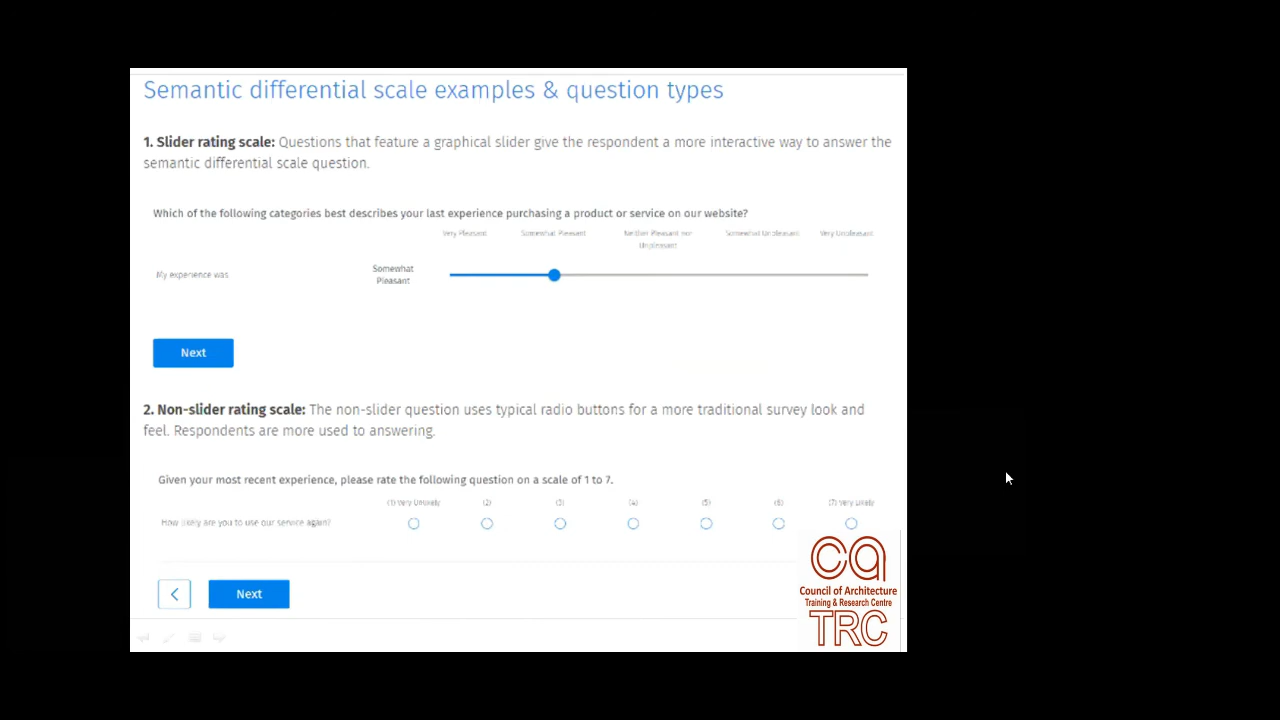 Semantic differential scale examples & question types
1. Slider rating scale: Questions that feature a graphical slider give the respondent a more interactive way to answer the
semantic differential scale question.
Which of the following categories best describes your last experience purchasing a product or service on our website?
Very Pleasant Somewhat Pleasant Neither Pleasant nor Somewhat Unpleasant Very Unpleasant
Unpleasant
My experience was
Somewhat
Pleasant
Next
2. Non-slider rating scale: The non-slider question uses typical radio buttons for a more traditional survey look and
feel. Respondents are more used to answering.
Given your most recent experience, please rate the following question on a scale of 1 to 7.
(1) Very Unlikely (2) (3) (4) (5) (6) (7) Very Likely
How likely are you to use our service again?
Next
ca
Council of Architecture
Training & Research Centre
TRC